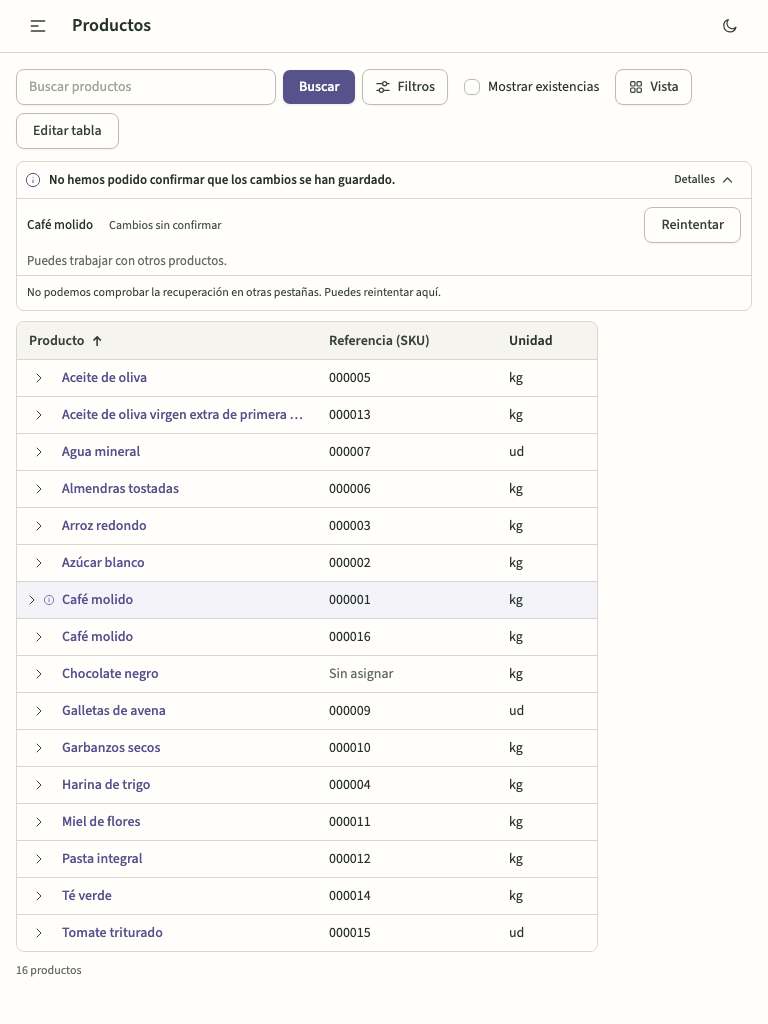 Productos
Buscar productos
Buscar
Filtros
Mostrar existencias
Vista
Editar tabla
No hemos podido confirmar que los cambios se han guardado.
Detalles
Café molido
Cambios sin confirmar
Reintentar
Puedes trabajar con otros productos.
No podemos comprobar la recuperación en otras pestañas. Puedes reintentar aquí.
Producto Referencia (SKU) Unidad
Aceite de oliva 000005 kg
Aceite de oliva virgen extra de primera … 000013 kg
Agua mineral 000007 ud
Almendras tostadas 000006 kg
Arroz redondo 000003 kg
Azúcar blanco 000002 kg
Café molido 000001 kg
Café molido 000016 kg
Chocolate negro Sin asignar kg
Galletas de avena 000009 ud
Garbanzos secos 000010 kg
Harina de trigo 000004 kg
Miel de flores 000011 kg
Pasta integral 000012 kg
Té verde 000014 kg
Tomate triturado 000015 ud
16 productos